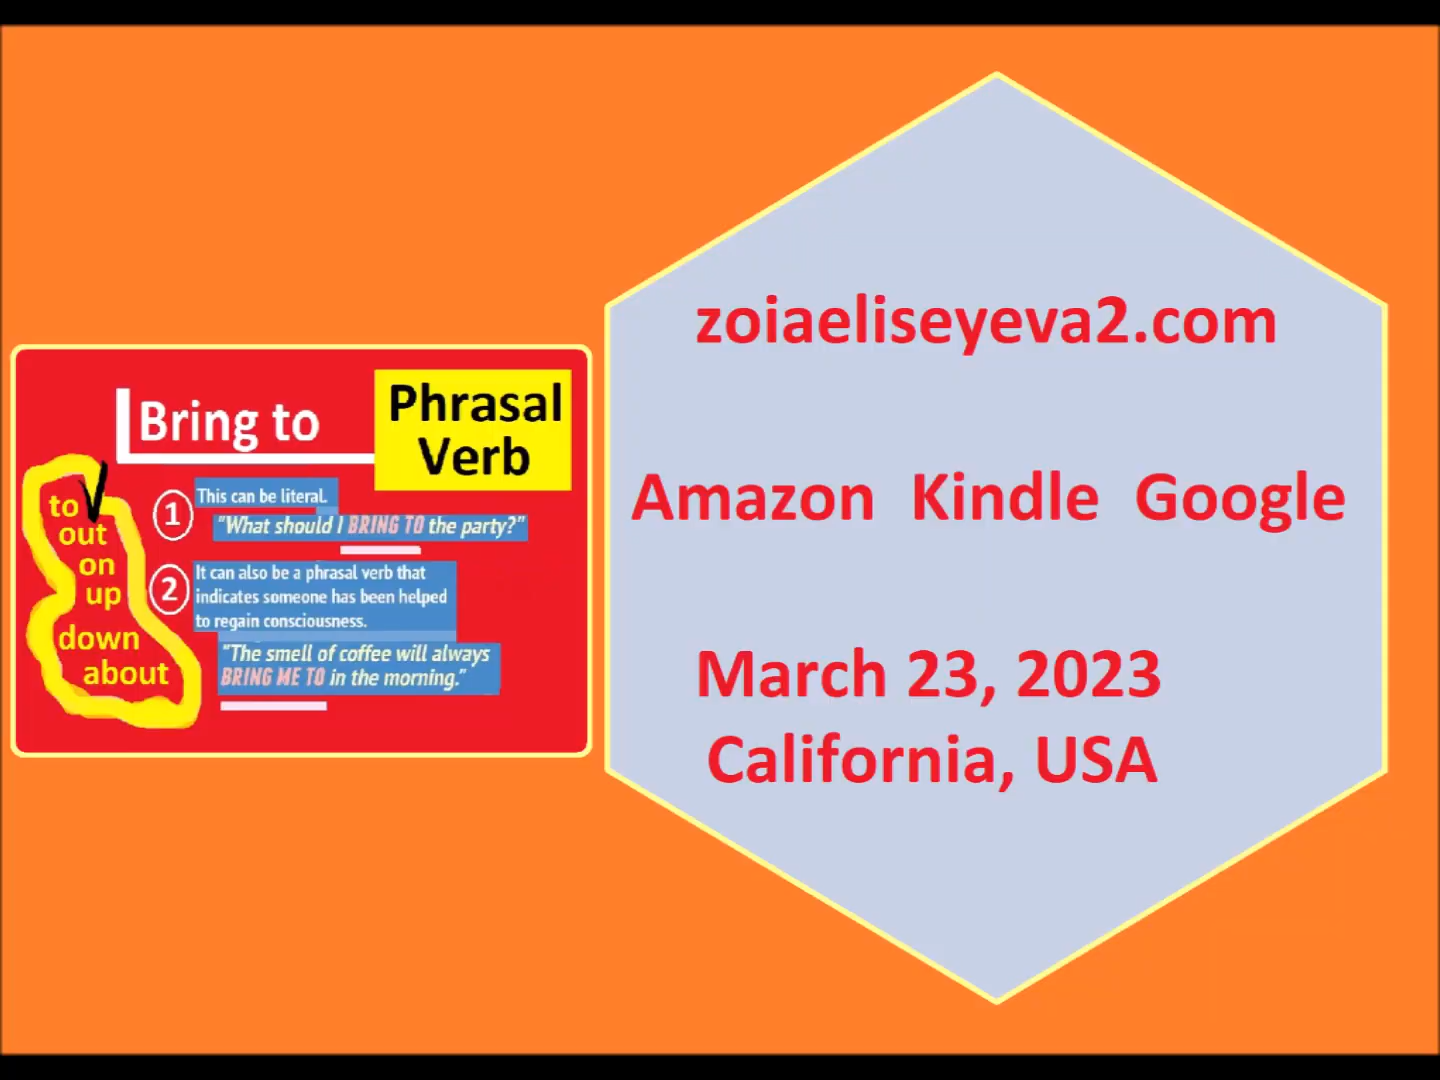 Bring to
Phrasal
Verb
to
out
on
up
down
about
1
This can be literal.
"What should I BRING TO the party?"
2
It can also be a phrasal verb that
indicates someone has been helped
to regain consciousness.
"The smell of coffee will always
BRING ME TO in the morning."
zoiaeliseyeva2.com
Amazon Kindle Google
March 23, 2023
California, USA